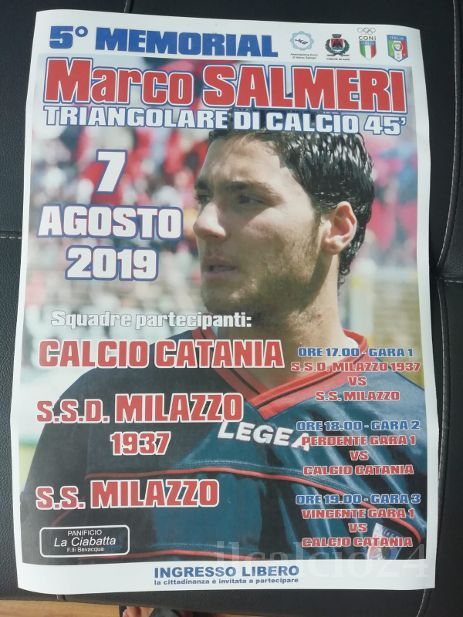 5° MEMORIAL
CONI
ITALIA
Marco SALMERI
TRIANGOLARE DI CALCIO 45'
7
AGOSTO
2019
Squadre partecipanti:
CALCIO CATANIA
S.S.D. MILAZZO
1937
S.S. MILAZZO
ORE 17.00 - GARA 1
S.S.D. MILAZZO 1937
VS
S.S. MILAZZO
ORE 18.00 - GARA 2
PERDENTE GARA 1
VS
CALCIO CATANIA
ORE 19.00 - GARA 3
VINCENTE GARA 1
VS
CALCIO CATANIA
LEGEA
PANIFICIO
La Ciabatta
F.lli Bevacqua
INGRESSO LIBERO
la cittadinanza è invitata a partecipare
ilcalcio24